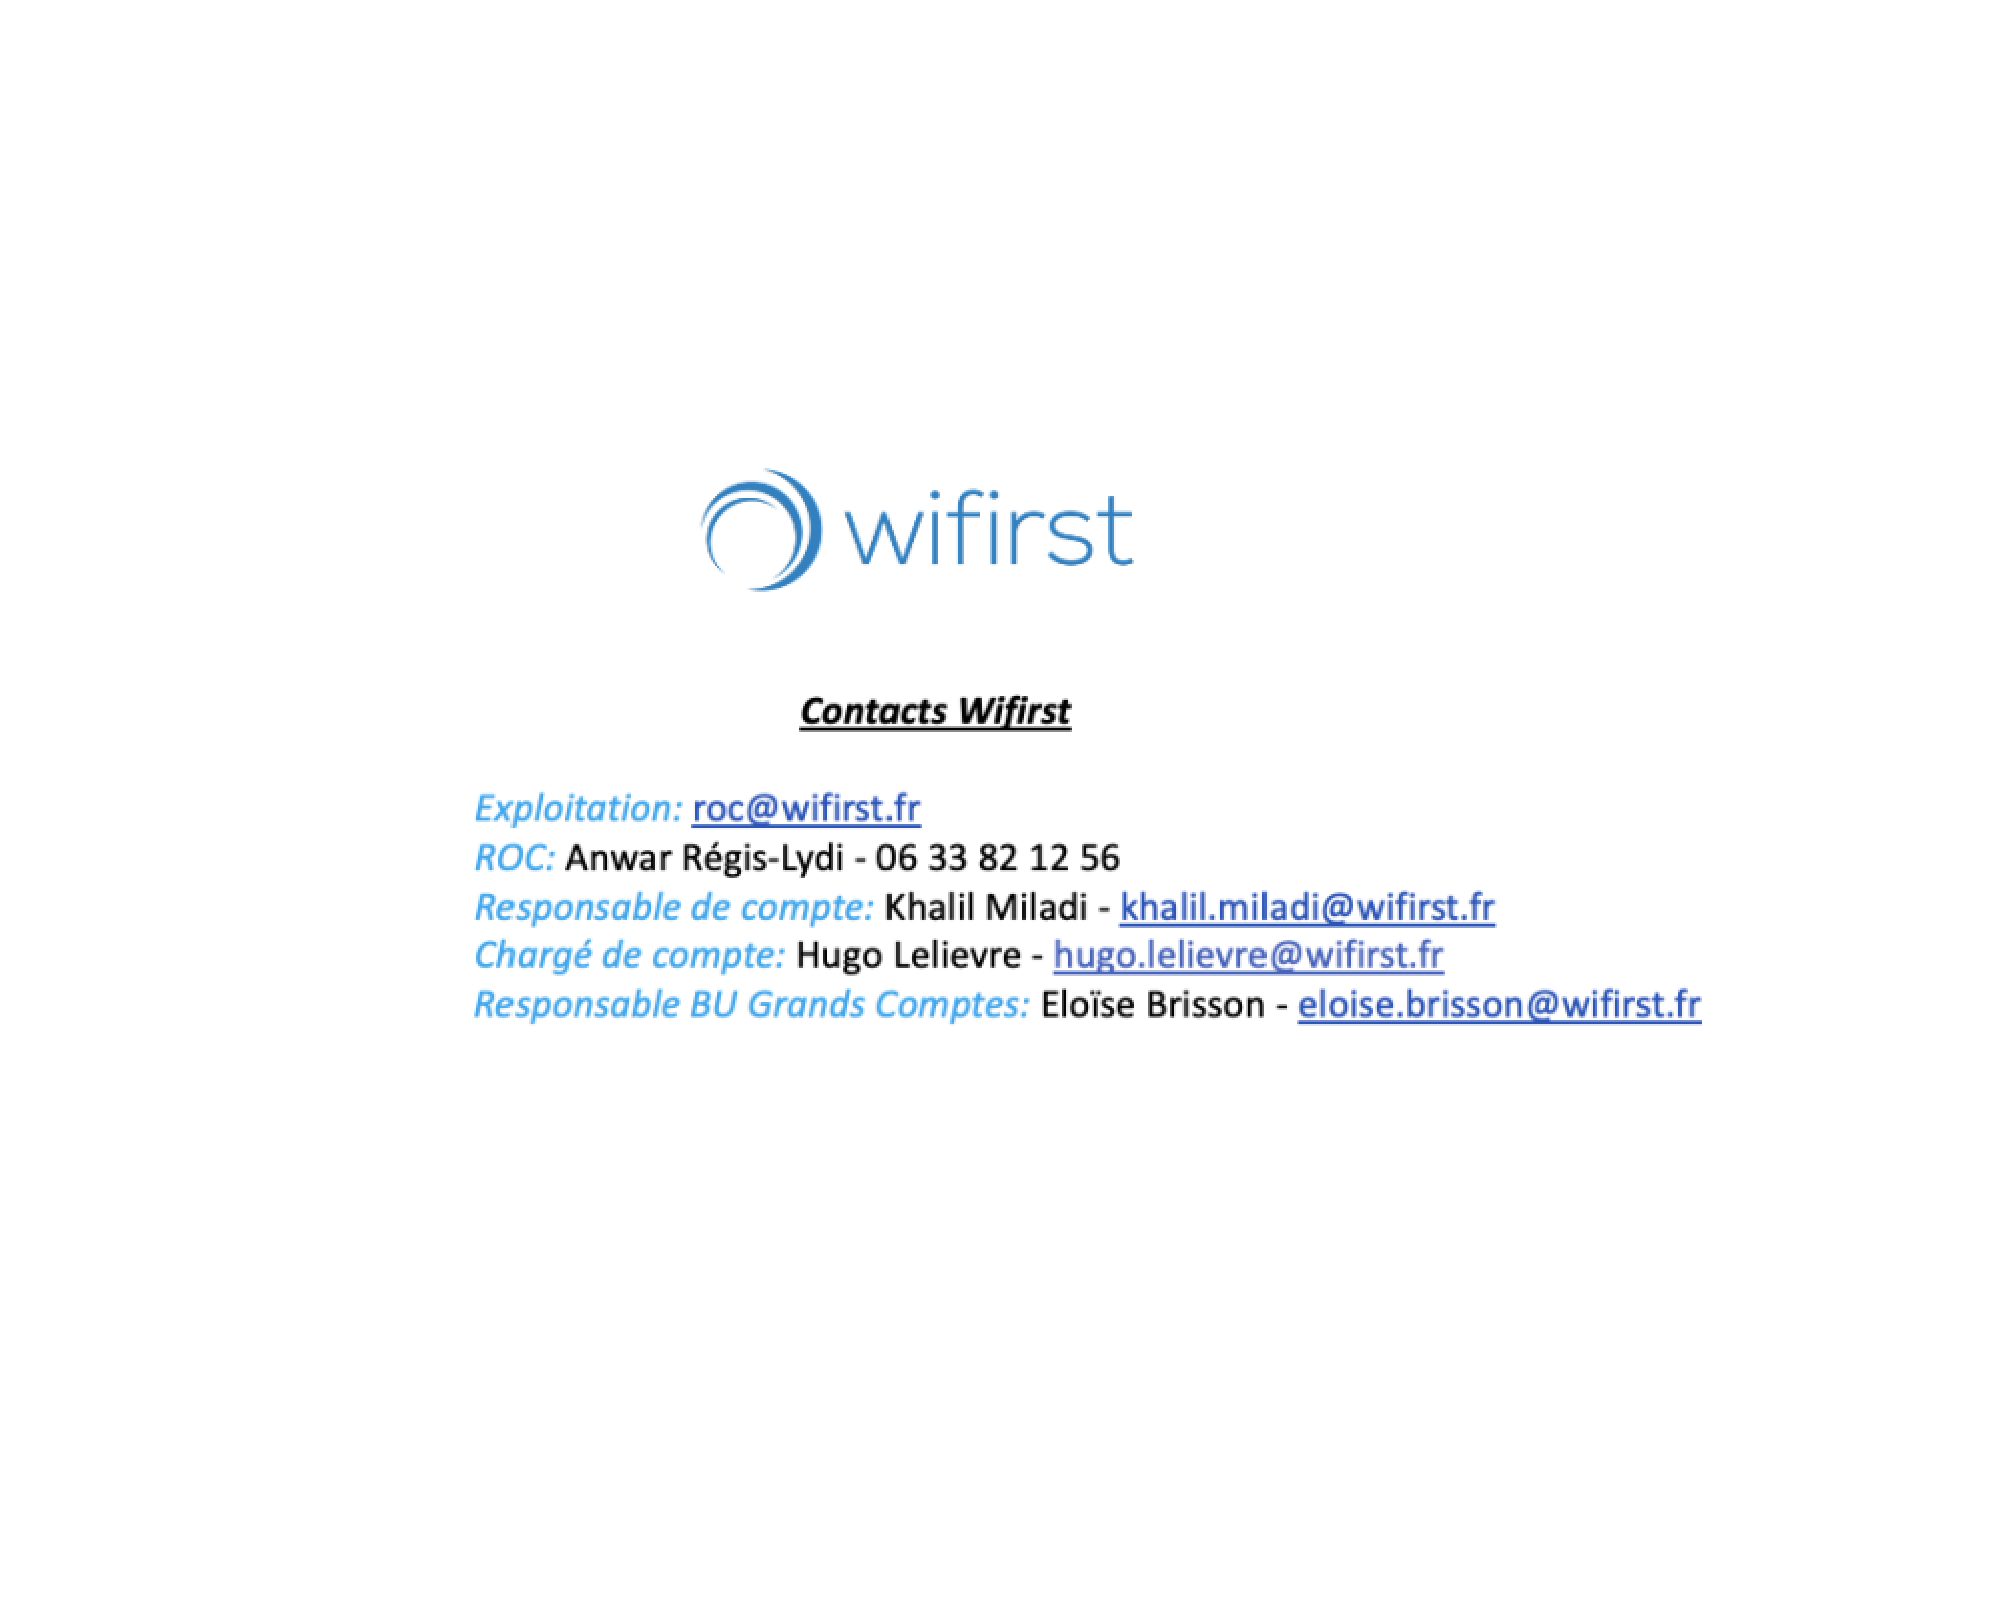 wifirst
Contacts Wifirst
Exploitation: roc@wifirst.fr
ROC: Anwar Régis-Lydi - 06 33 82 12 56
Responsable de compte: Khalil Miladi - khalil.miladi@wifirst.fr
Chargé de compte: Hugo Lelievre - hugo.lelievre@wifirst.fr
Responsable BU Grands Comptes: Eloïse Brisson - eloise.brisson@wifirst.fr